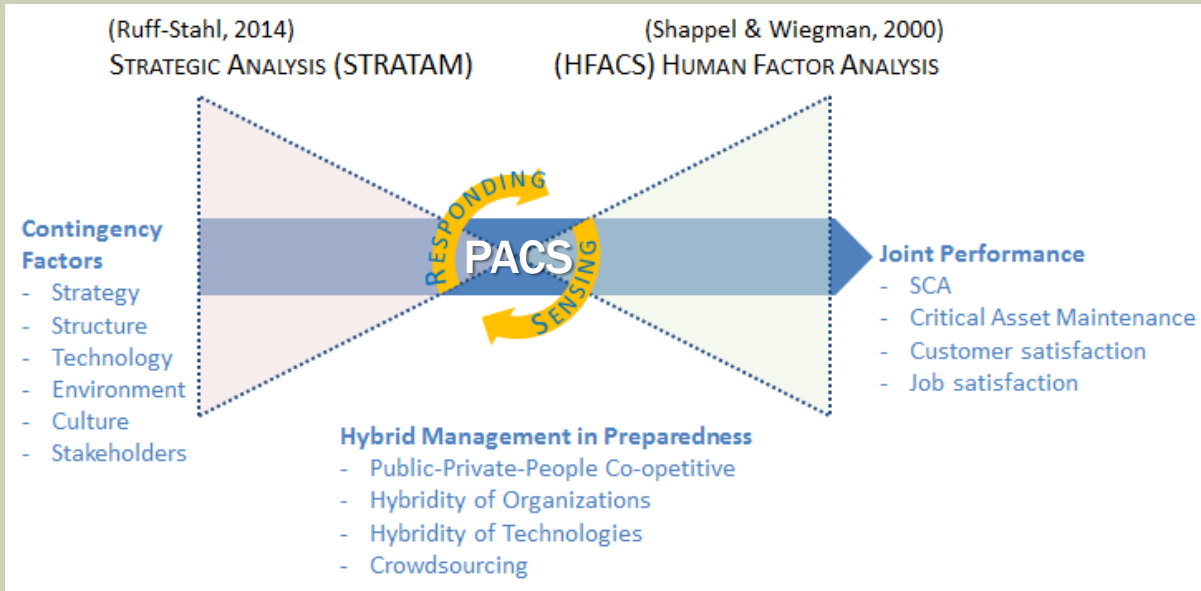 (Ruff-Stahl, 2014)
STRATEGIC ANALYSIS (STRATAM)
(Shappel & Wiegman, 2000)
(HFACS) HUMAN FACTOR ANALYSIS
RESPONDING
PACS
SENSING
Contingency
Factors
- Strategy
- Structure
- Technology
- Environment
- Culture
- Stakeholders
Joint Performance
- SCA
- Critical Asset Maintenance
- Customer satisfaction
- Job satisfaction
Hybrid Management in Preparedness
- Public-Private-People Co-opetitive
- Hybridity of Organizations
- Hybridity of Technologies
- Crowdsourcing